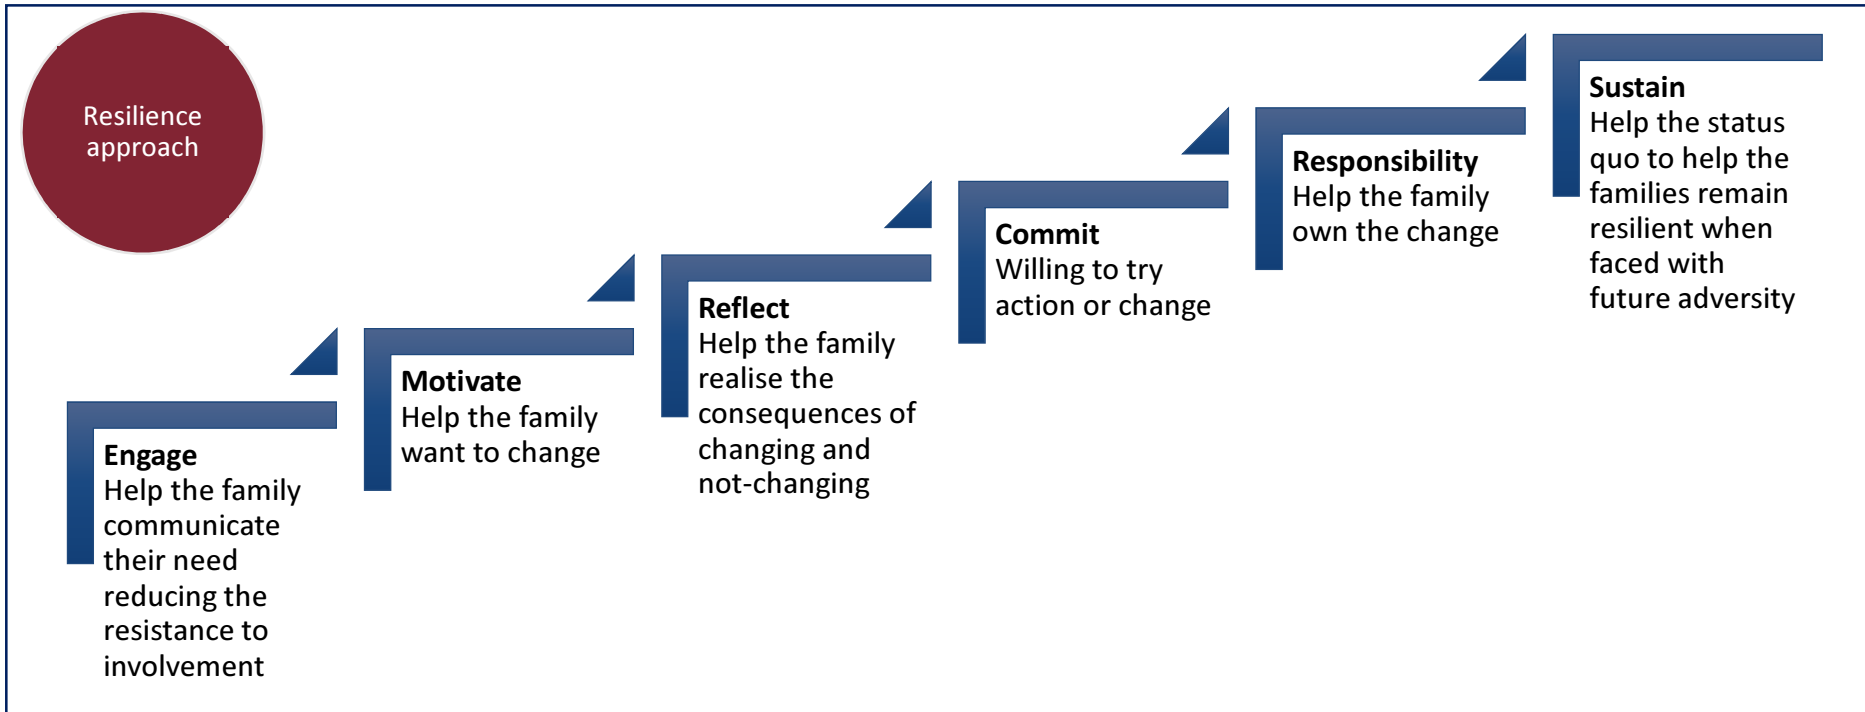 Resilience
approach
Engage
Help the family
communicate
their need
reducing the
resistance to
involvement
Motivate
Help the family
want to change
Reflect
Help the family
realise the
consequences of
changing and
not-changing
Commit
Willing to try
action or change
Responsibility
Help the family
own the change
Sustain
Help the status
quo to help the
families remain
resilient when
faced with
future adversity